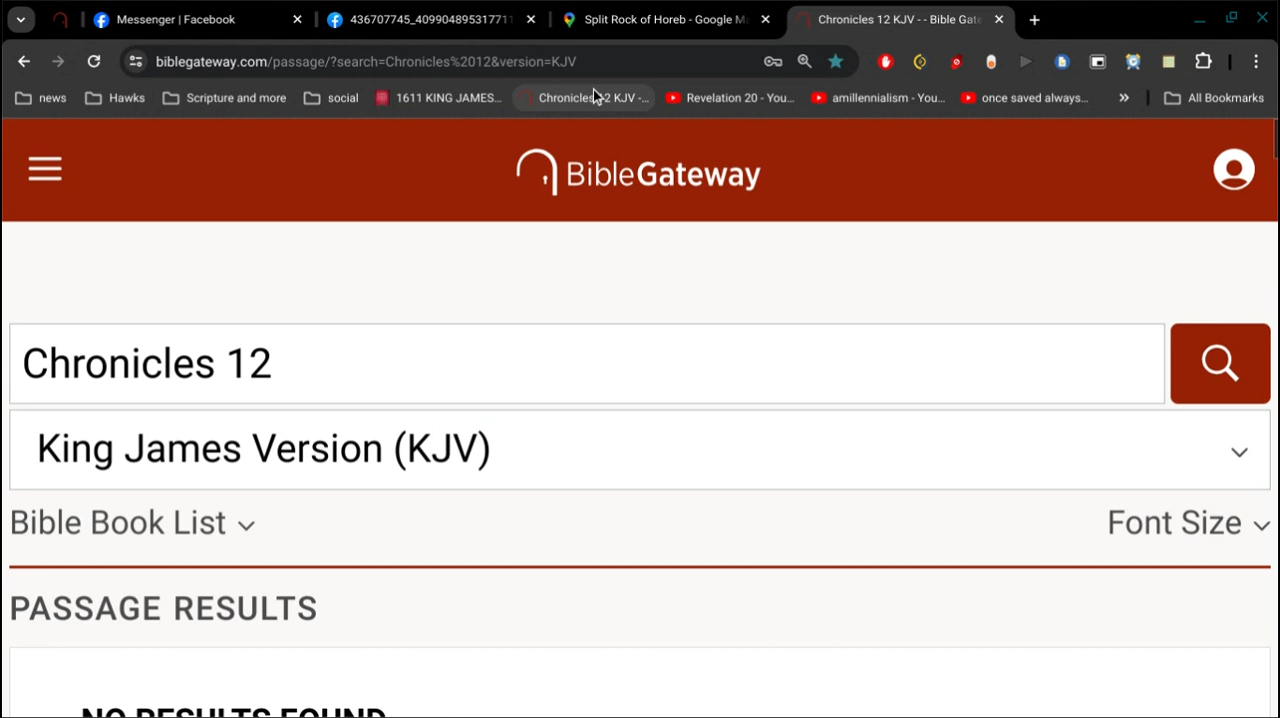 Messenger | Facebook
436707745_409904895317711
Split Rock of Horeb - Google M
Chronicles 12 KJV - - Bible Gate
biblegateway.com/passage/?search=Chronicles%2012&version=KJV
news
Hawks
Scripture and more
social
1611 KING JAMES...
Chronicles 12 KJV -...
Revelation 20 - You...
amillennialism - You...
once saved always...
All Bookmarks
BibleGateway
Chronicles 12
King James Version (KJV)
Bible Book List
Font Size
PASSAGE RESULTS
NO RESULTS FOUND